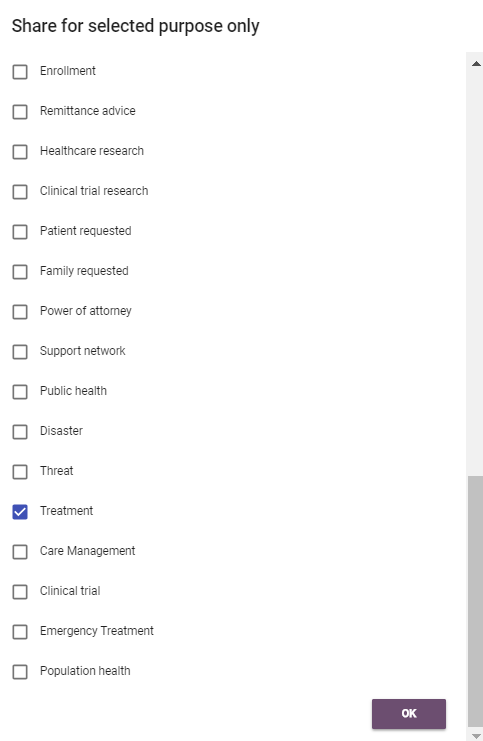 Share for selected purpose only
Enrollment
Remittance advice
Healthcare research
Clinical trial research
Patient requested
Family requested
Power of attorney
Support network
Public health
Disaster
Threat
Treatment
Care Management
Clinical trial
Emergency Treatment
Population health
OK